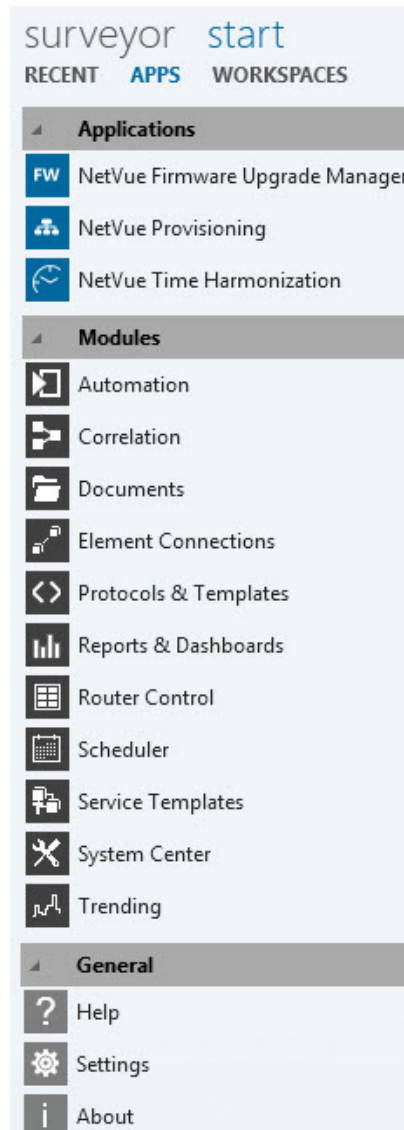 surveyor start
RECENT APPS WORKSPACES
Applications
FW NetVue Firmware Upgrade Manager
NetVue Provisioning
NetVue Time Harmonization
Modules
Automation
Correlation
Documents
Element Connections
Protocols & Templates
Reports & Dashboards
Router Control
Scheduler
Service Templates
System Center
Trending
General
? Help
Settings
i About